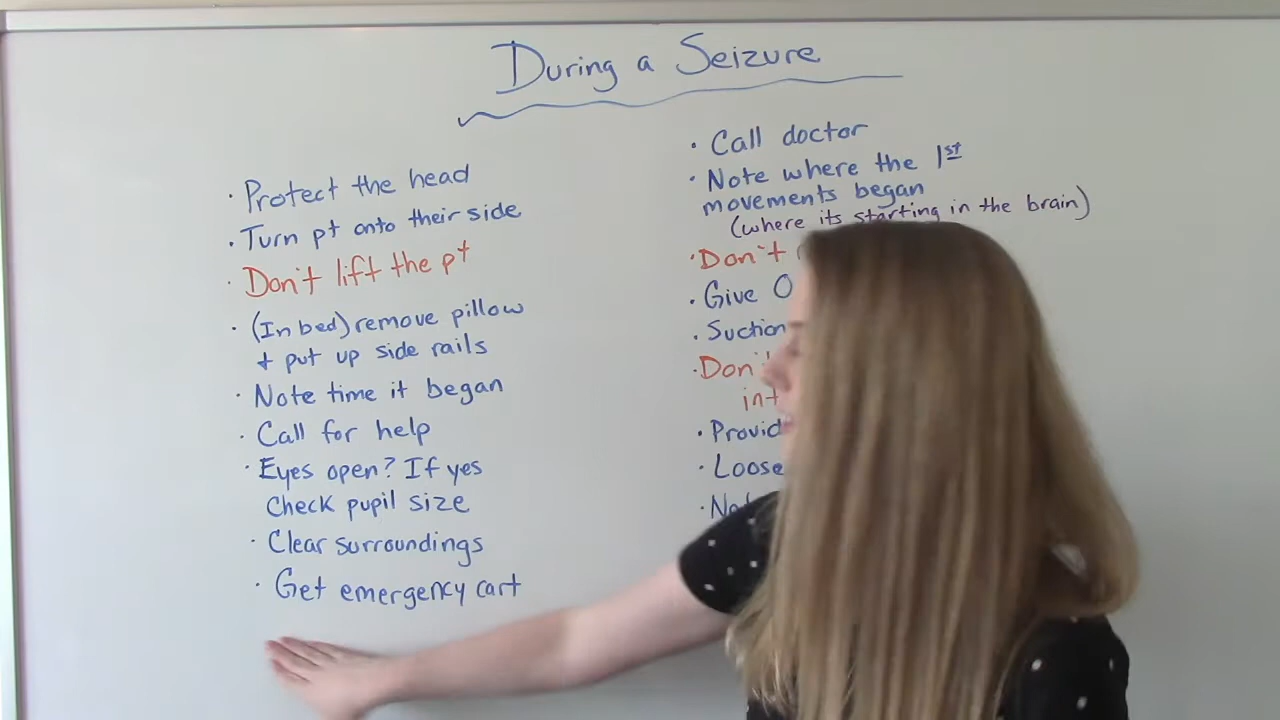 During a Seizure
• Protect the head
• Turn pt onto their side
• Don't lift the pt
• (In bed) remove pillow
+ put up side rails
• Note time it began
• Call for help
• Eyes open? If yes
Check pupil size
• Clear surroundings
• Get emergency cart
• Call doctor
• Note where the 1st
movements began
(where its starting in the brain)
• Don't
• Give
• Suction
•
• Loose